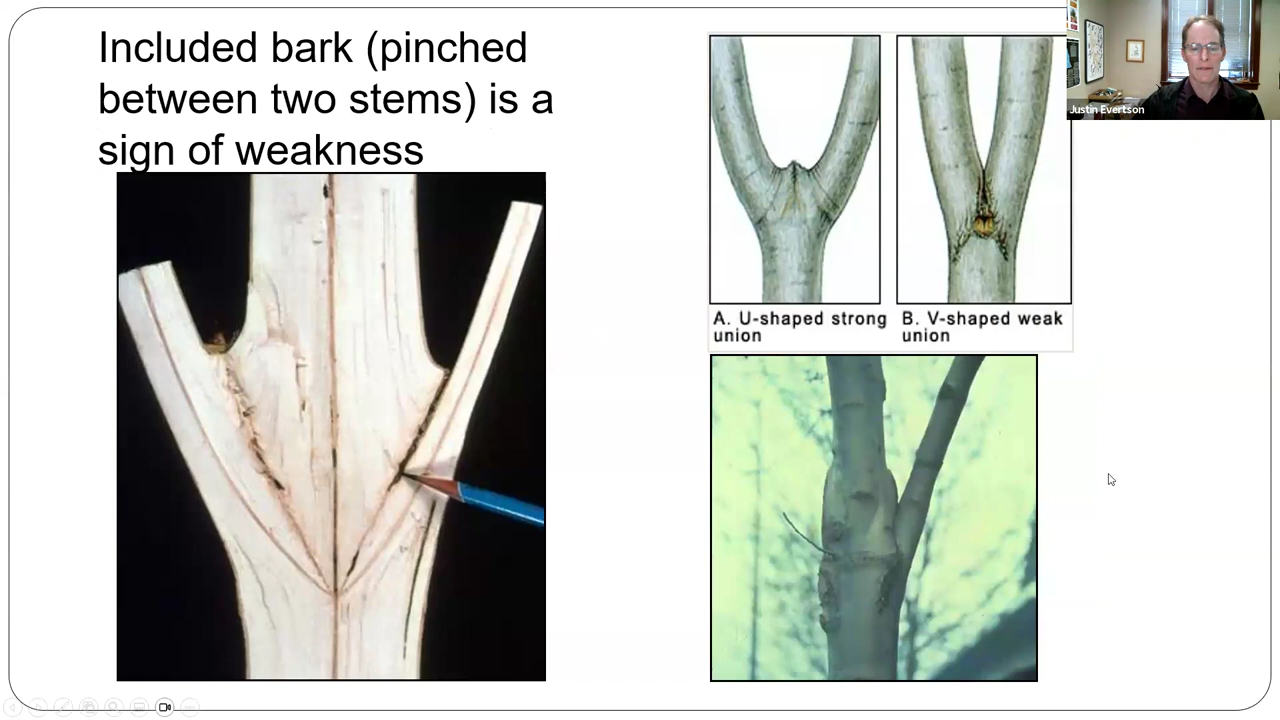 Included bark (pinched
between two stems) is a
sign of weakness
A. U-shaped strong
union
B. V-shaped weak
union
Justin Evertson